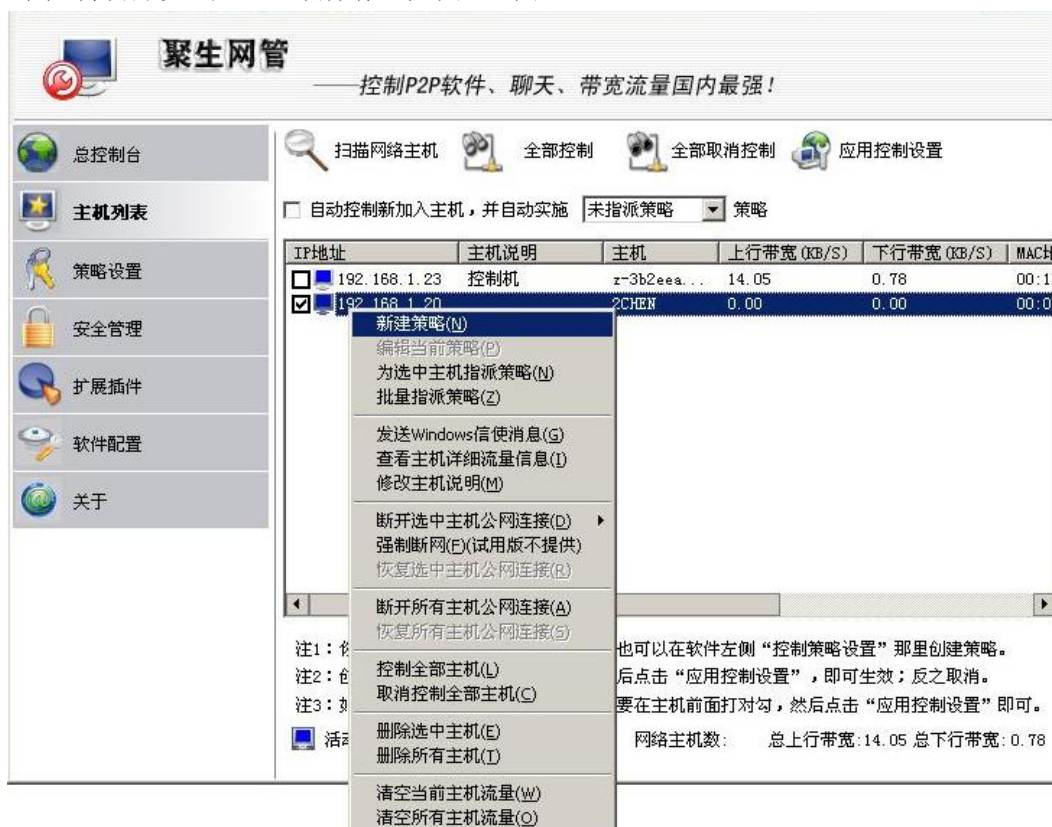 聚生网管
——控制P2P软件、聊天、带宽流量国内最强!
总控制台
主机列表
策略设置
安全管理
扩展插件
软件配置
关于
扫描网络主机 全部控制 全部取消控制 应用控制设置
自动控制新加入主机，并自动实施 未指派策略 策略
IP地址 主机说明 主机 上行带宽(KB/S) 下行带宽(KB/S)
192.168.1.23 控制机 z-3b2eea... 14.05 0.78 00:1
192.168.1.20 2CHEN 0.00 0.00 00:0
新建策略(N)
编辑当前策略(P)
为选中主机指派策略(N)
批量指派策略(Z)
发送Windows信使消息(G)
查看主机详细流量信息(I)
修改主机说明(M)
断开选中主机公网连接(D)
强制断网(F)(试用版不提供)
恢复选中主机公网连接(R)
断开所有主机公网连接(A)
恢复所有主机公网连接(S)
控制全部主机(L)
取消控制全部主机(C)
删除选中主机(E)
删除所有主机(T)
清空当前主机流量(W)
清空所有主机流量(O)
注1： 也可以在软件左侧“控制策略设置”那里创建策略。
注2： 后点击“应用控制设置”，即可生效；反之取消。
注3： 要在主机前面打对勾，然后点击“应用控制设置”即可。
活 网络主机数: 总上行带宽:14.05 总下行带宽:0.78